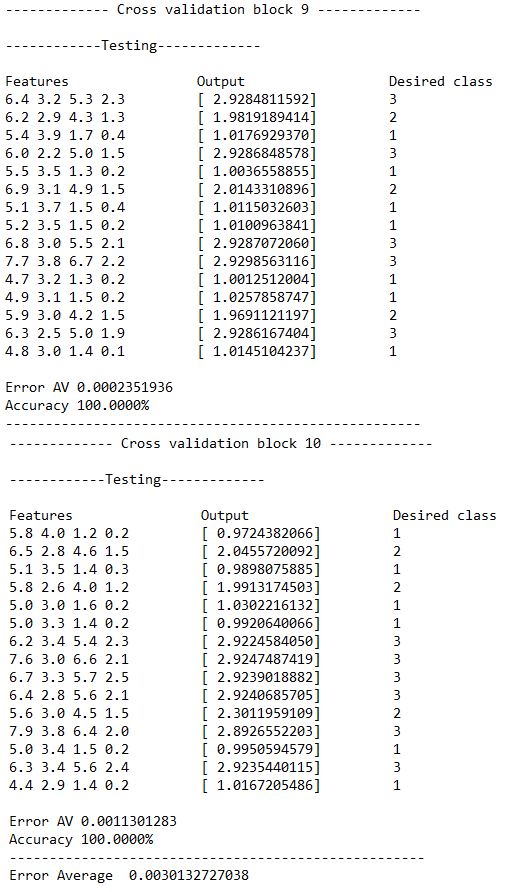 ------------- Cross validation block 9 -------------
------------Testing-------------
Features Output Desired class
6.4 3.2 5.3 2.3 [ 2.9284811592] 3
6.2 2.9 4.3 1.3 [ 1.9819189414] 2
5.4 3.9 1.7 0.4 [ 1.0176929370] 1
6.0 2.2 5.0 1.5 [ 2.9286848578] 3
5.5 3.5 1.3 0.2 [ 1.0036558855] 1
6.9 3.1 4.9 1.5 [ 2.0143310896] 2
5.1 3.7 1.5 0.4 [ 1.0115032603] 1
5.2 3.5 1.5 0.2 [ 1.0100963841] 1
6.8 3.0 5.5 2.1 [ 2.9287072060] 3
7.7 3.8 6.7 2.2 [ 2.9298563116] 3
4.7 3.2 1.3 0.2 [ 1.0012512004] 1
4.9 3.1 1.5 0.2 [ 1.0257858747] 1
5.9 3.0 4.2 1.5 [ 1.9691121197] 2
6.3 2.5 5.0 1.9 [ 2.9286167404] 3
4.8 3.0 1.4 0.1 [ 1.0145104237] 1
Error AV 0.0002351936
Accuracy 100.0000%
----------------------------------------------------
------------- Cross validation block 10 -------------
------------Testing-------------
Features Output Desired class
5.8 4.0 1.2 0.2 [ 0.9724382066] 1
6.5 2.8 4.6 1.5 [ 2.0455720092] 2
5.1 3.5 1.4 0.3 [ 0.9898075885] 1
5.8 2.6 4.0 1.2 [ 1.9913174503] 2
5.0 3.0 1.6 0.2 [ 1.0302216132] 1
5.0 3.3 1.4 0.2 [ 0.9920640066] 1
6.2 3.4 5.4 2.3 [ 2.9224584050] 3
7.6 3.0 6.6 2.1 [ 2.9247487419] 3
6.7 3.3 5.7 2.5 [ 2.9239018882] 3
6.4 2.8 5.6 2.1 [ 2.9240685705] 3
5.6 3.0 4.5 1.5 [ 2.3011959109] 2
7.9 3.8 6.4 2.0 [ 2.8926552203] 3
5.0 3.4 1.5 0.2 [ 0.9950594579] 1
6.3 3.4 5.6 2.4 [ 2.9235440115] 3
4.4 2.9 1.4 0.2 [ 1.0167205486] 1
Error AV 0.0011301283
Accuracy 100.0000%
----------------------------------------------------
Error Average 0.0030132727038